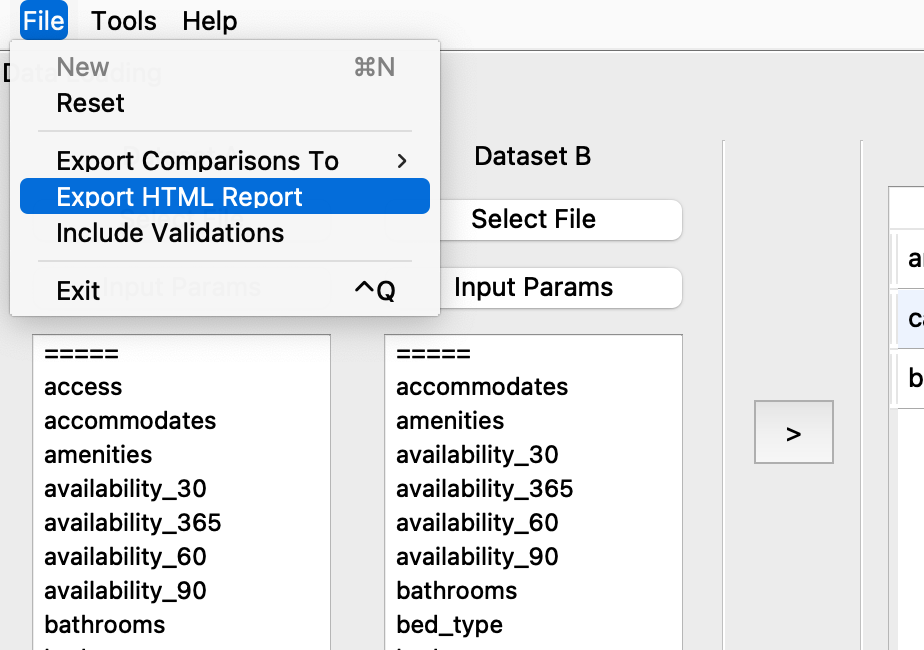 File Tools Help
New ⌘N
Reset
Export Comparisons To >
Export HTML Report
Include Validations
Exit ^Q
Dataset B
Select File
Input Params
=====
access
accommodates
amenities
availability_30
availability_365
availability_60
availability_90
bathrooms
=====
accommodates
amenities
availability_30
availability_365
availability_60
availability_90
bathrooms
bed_type
>